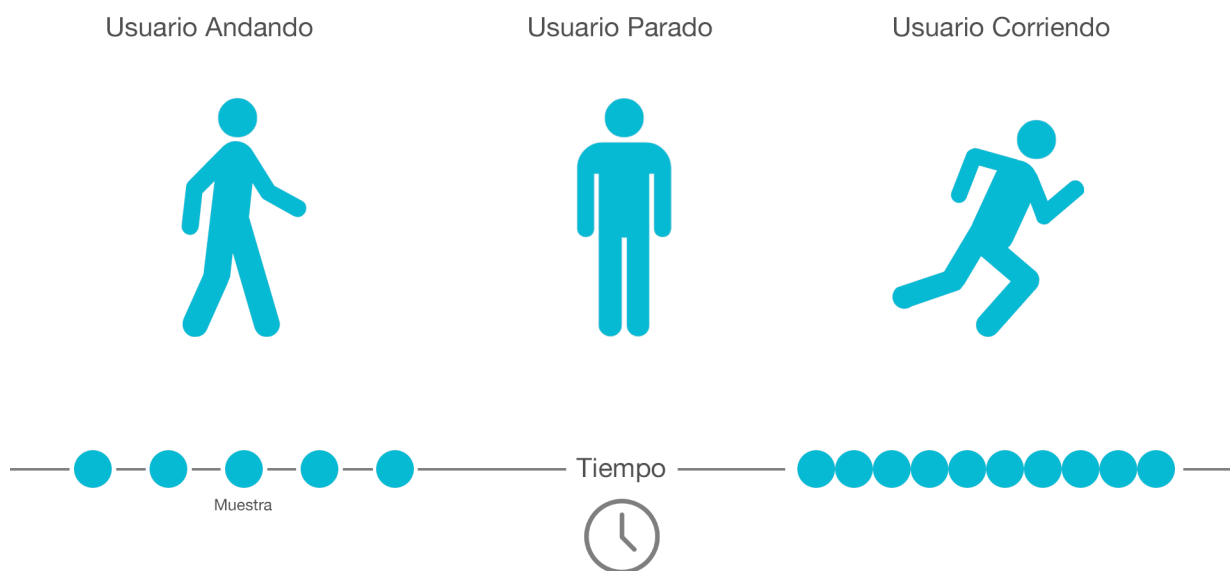 Usuario Andando
Usuario Parado
Usuario Corriendo
Tiempo
Muestra